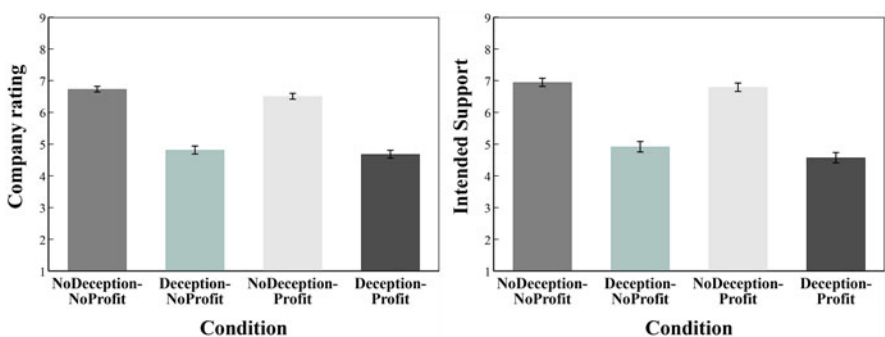 Company rating
9
8
7
6
5
4
3
2
1
NoDeception-
NoProfit
Deception-
NoProfit
NoDeception-
Profit
Deception-
Profit
Condition
Intended Support
9
8
7
6
5
4
3
2
1
NoDeception-
NoProfit
Deception-
NoProfit
NoDeception-
Profit
Deception-
Profit
Condition